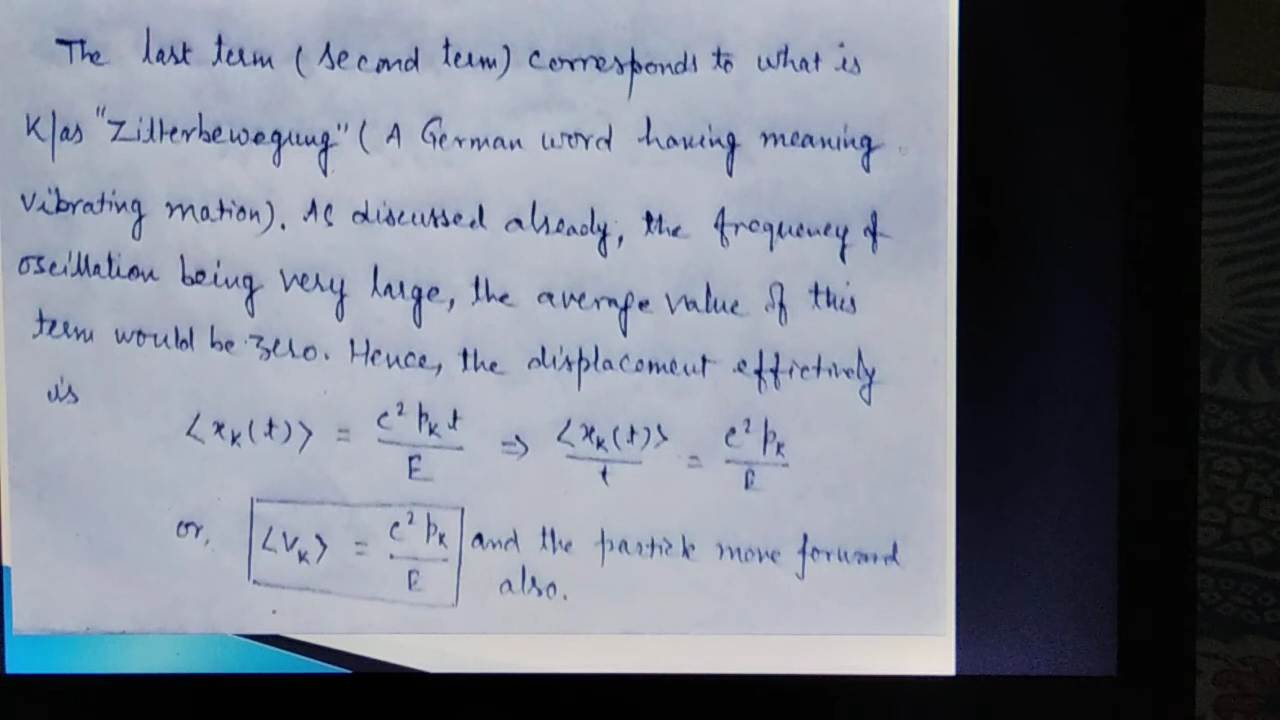 The last term (second term) corresponds to what is
K/as "Zitterbewegung" (A German word having meaning
vibrating motion). As discussed already, the frequency of
oscillation being very large, the average value of this
term would be zero. Hence, the displacement effectively
is
⟨x_k(t)⟩ = c² p_k t / E ⇒ ⟨x_k(t)⟩ / t = c² p_k / E
or, ⟨v_k⟩ = c² p_k / E and the particle move forward
also.